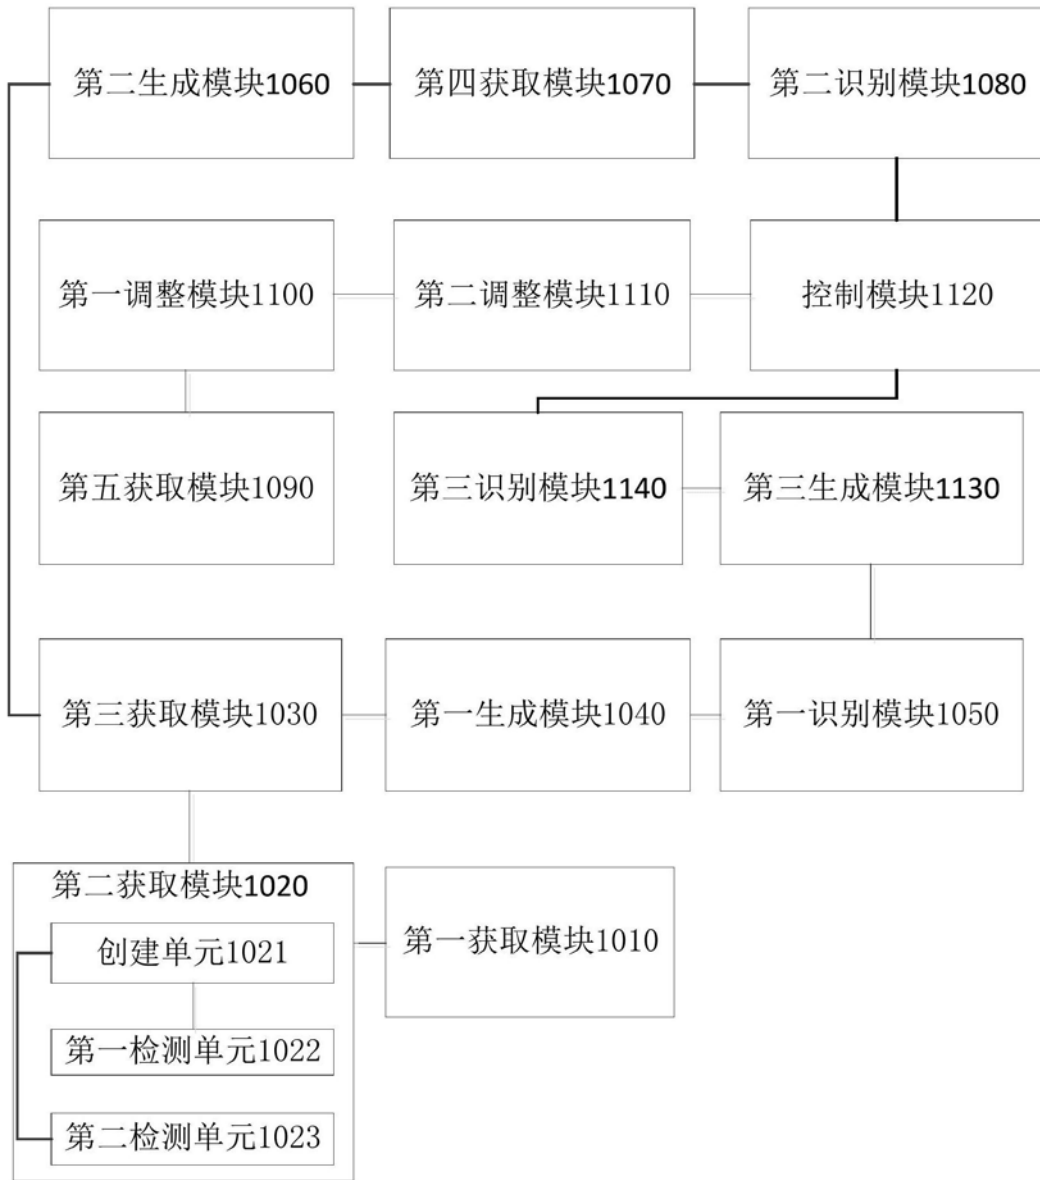 第二生成模块1060
第四获取模块1070
第二识别模块1080
第一调整模块1100
第二调整模块1110
控制模块1120
第五获取模块1090
第三识别模块1140
第三生成模块1130
第三获取模块1030
第一生成模块1040
第一识别模块1050
第二获取模块1020
创建单元1021
第一获取模块1010
第一检测单元1022
第二检测单元1023